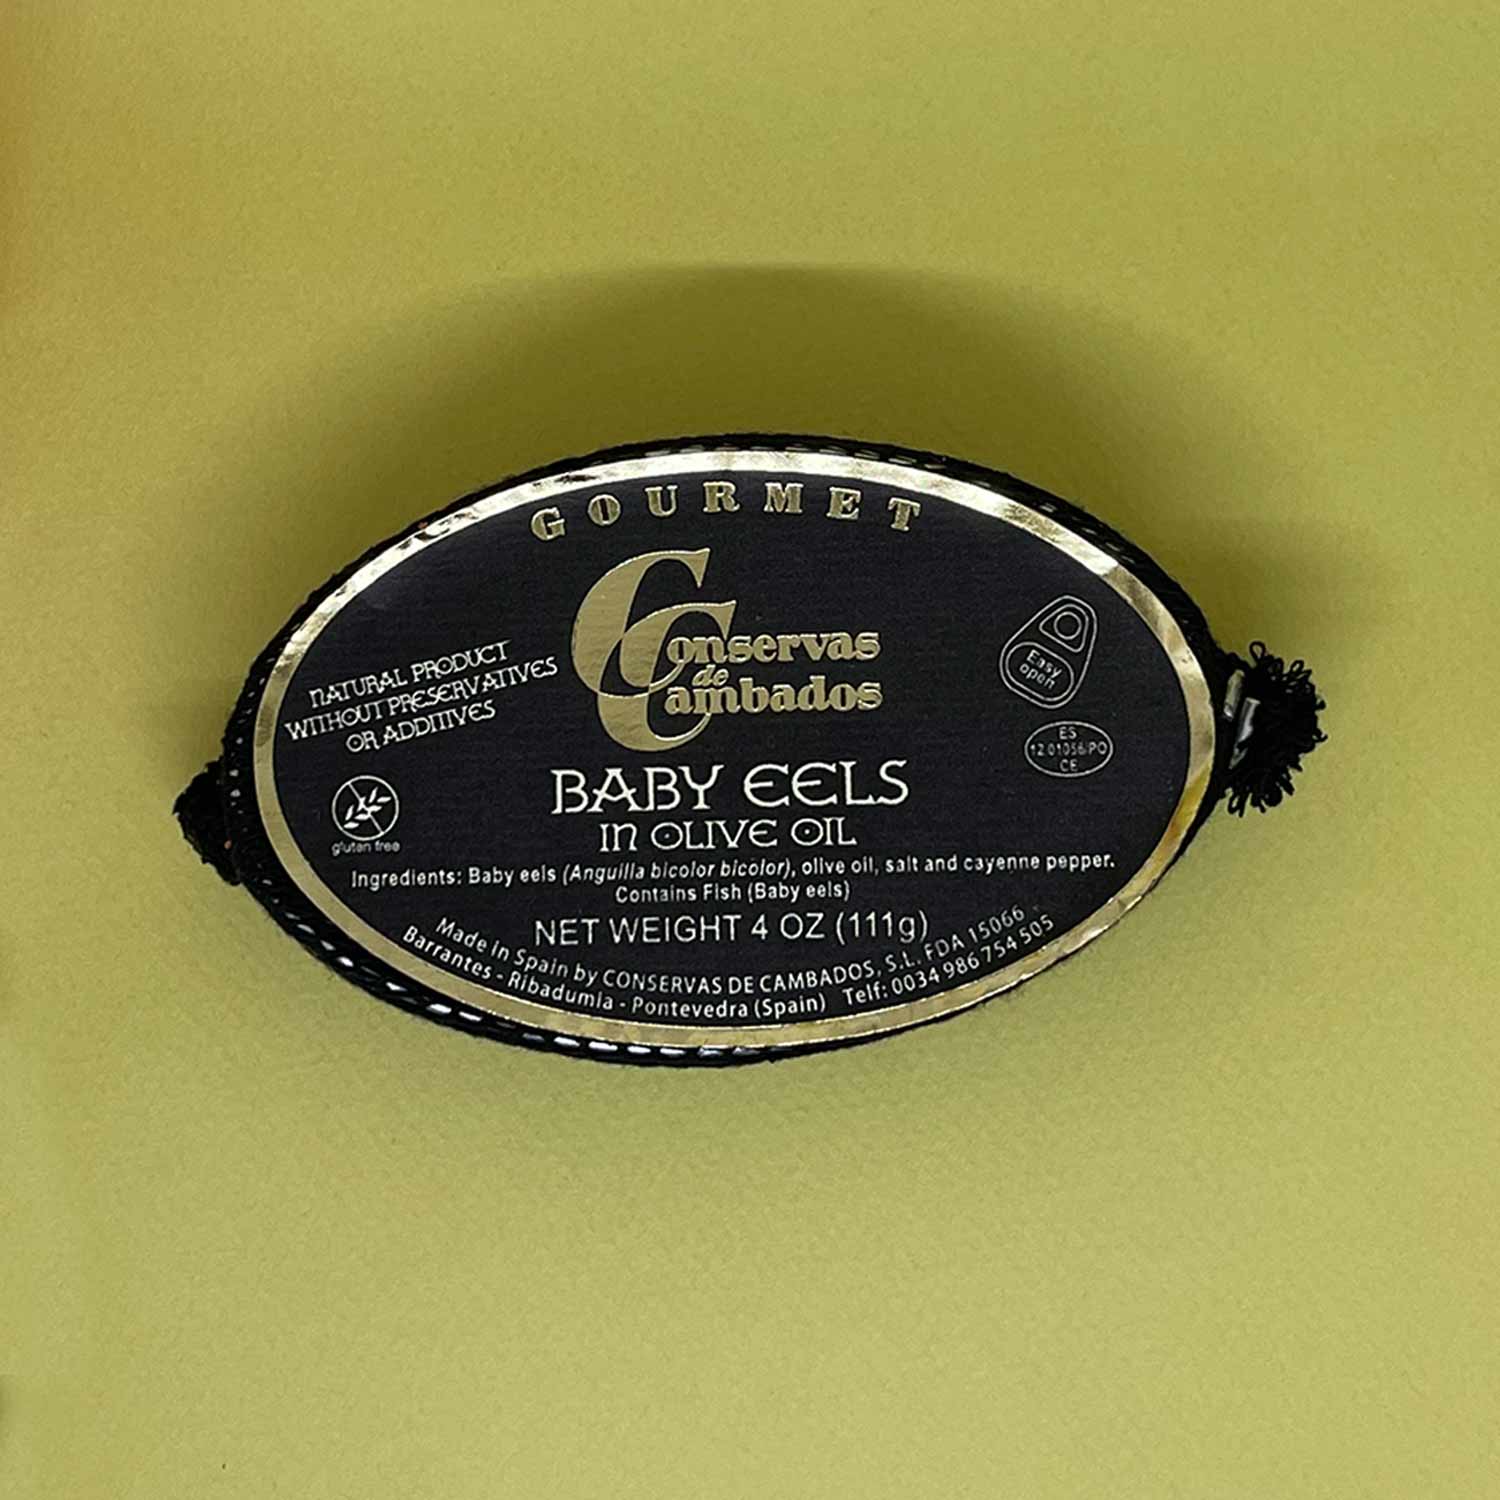 GOURMET
Conservas
de
Cambados
NATURAL PRODUCT
WITHOUT PRESERVATIVES
OR ADDITIVES
Easy
open
ES
12.01056/PO
CE
gluten free
BABY EELS
IN OLIVE OIL
Ingredients: Baby eels (Anguilla bicolor bicolor), olive oil, salt and cayenne pepper.
Contains Fish (Baby eels)
NET WEIGHT 4 OZ (111g)
Made in Spain by CONSERVAS DE CAMBADOS, S.L. FDA 15066
Barrantes - Ribadumia - Pontevedra (Spain) Telf: 0034 986 754 505